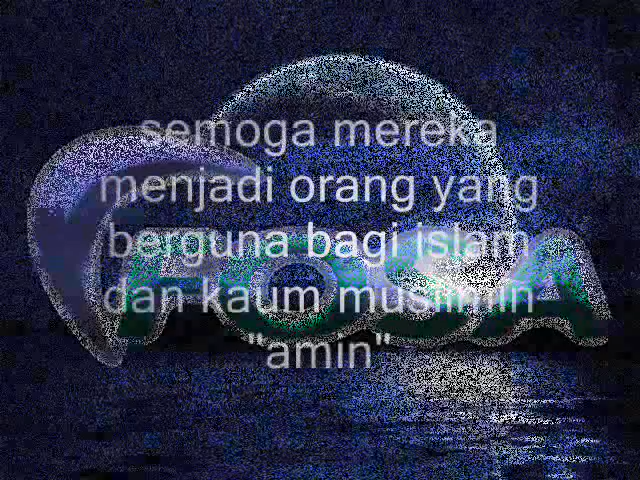 semoga mereka
menjadi orang yang
berguna bagi islam
dan kaum muslimin
"amin"
FOSA